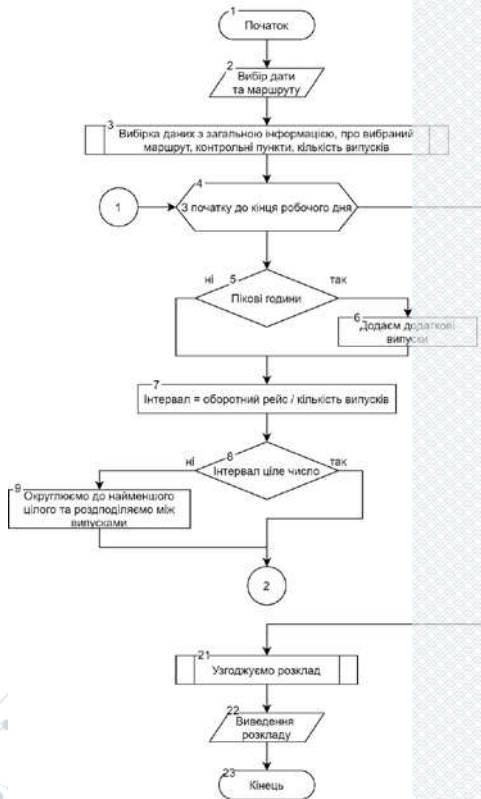 1
Початок
2
Вибір дати
та маршруту
3
Вибірка даних з загальною інформацією, про вибраний
маршрут, контрольні пункти, кількість випусків
4
1
З початку до кінця робочого дня
ні
5
так
Пікові години
6
Додаєм додаткові
випуски
7
Інтервал = оборотний рейс / кількість випусків
ні
8
так
Інтервал ціле число
9
Округлюємо до найменшого
цілого та роздподіляємо між
випусками
2
21
Узгоджуємо розклад
22
Виведення
розкладу
23
Кінець